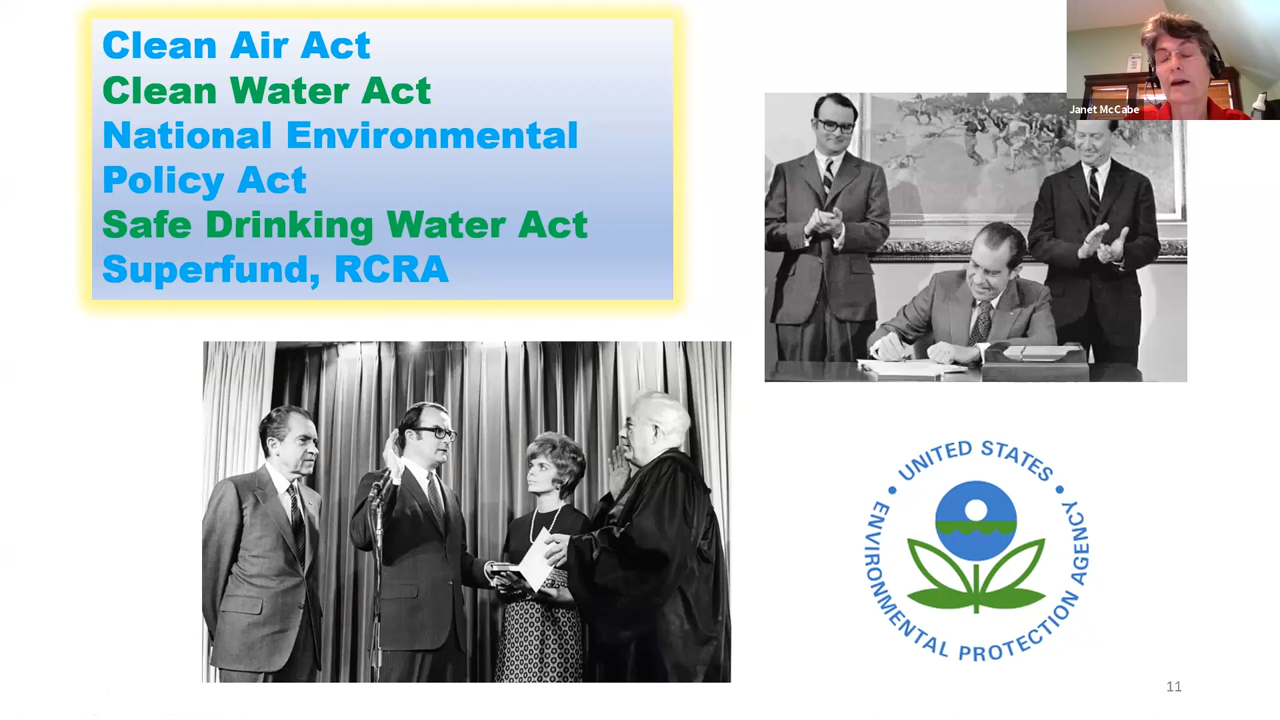 Clean Air Act
Clean Water Act
National Environmental
Policy Act
Safe Drinking Water Act
Superfund, RCRA
Janet McCabe
UNITED STATES
ENVIRONMENTAL PROTECTION AGENCY
11